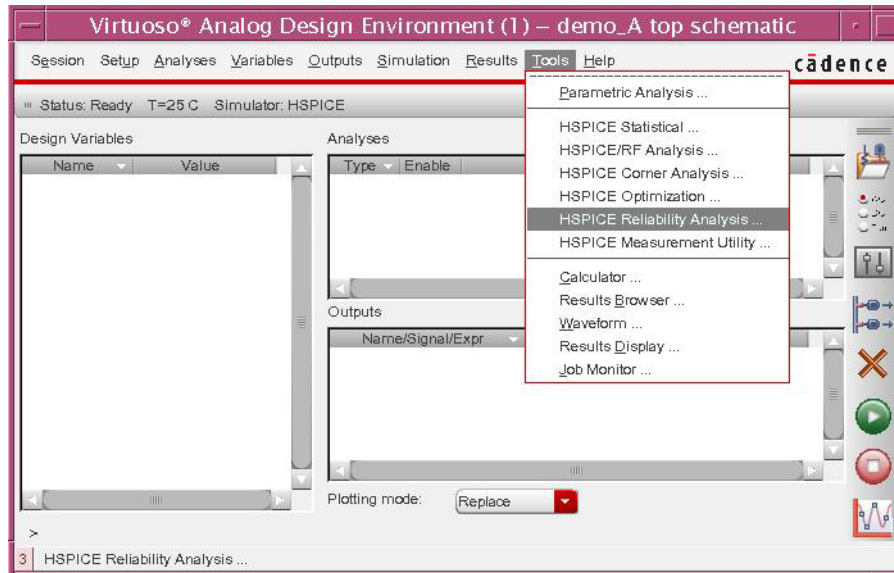 Virtuoso® Analog Design Environment (1) – demo_A top schematic
Session Setup Analyses Variables Outputs Simulation Results Tools Help
cādence
Status: Ready T=25 C Simulator: HSPICE
Parametric Analysis ...
HSPICE Statistical ...
HSPICE/RF Analysis ...
HSPICE Corner Analysis ...
HSPICE Optimization ...
HSPICE Reliability Analysis ...
HSPICE Measurement Utility ...
Calculator ...
Results Browser ...
Waveform ...
Results Display ...
Job Monitor ...
Design Variables
Name Value
Analyses
Type Enable
Outputs
Name/Signal/Expr
Plotting mode: Replace
>
3 HSPICE Reliability Analysis ...